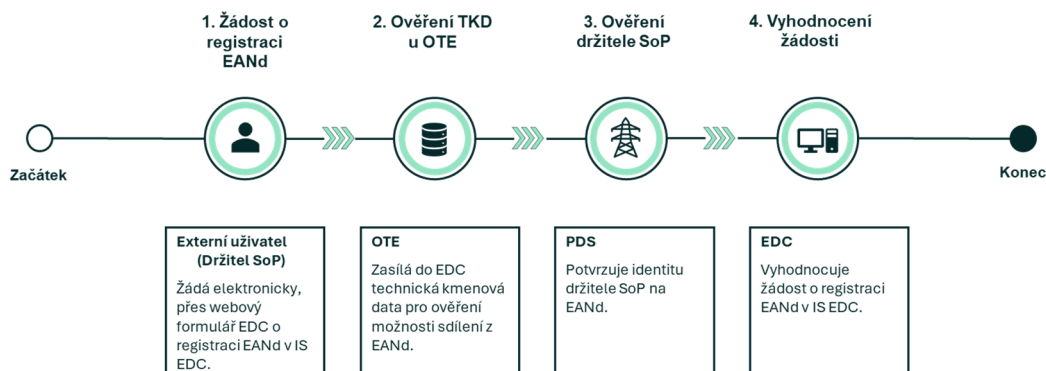 1. Žádost o
registraci
EANd
2. Ověření TKD
u OTE
3. Ověření
držitele SoP
4. Vyhodnocení
žádosti
Začátek
Konec
Externí uživatel
(Držitel SoP)
Žádá elektronicky,
přes webový
formulář EDC o
registraci EANd v IS
EDC.
OTE
Zasílá do EDC
technická kmenová
data pro ověření
možnosti sdílení z
EANd.
PDS
Potvrzuje identitu
držitele SoP na
EANd.
EDC
Vyhodnocuje
žádost o registraci
EANd v IS EDC.